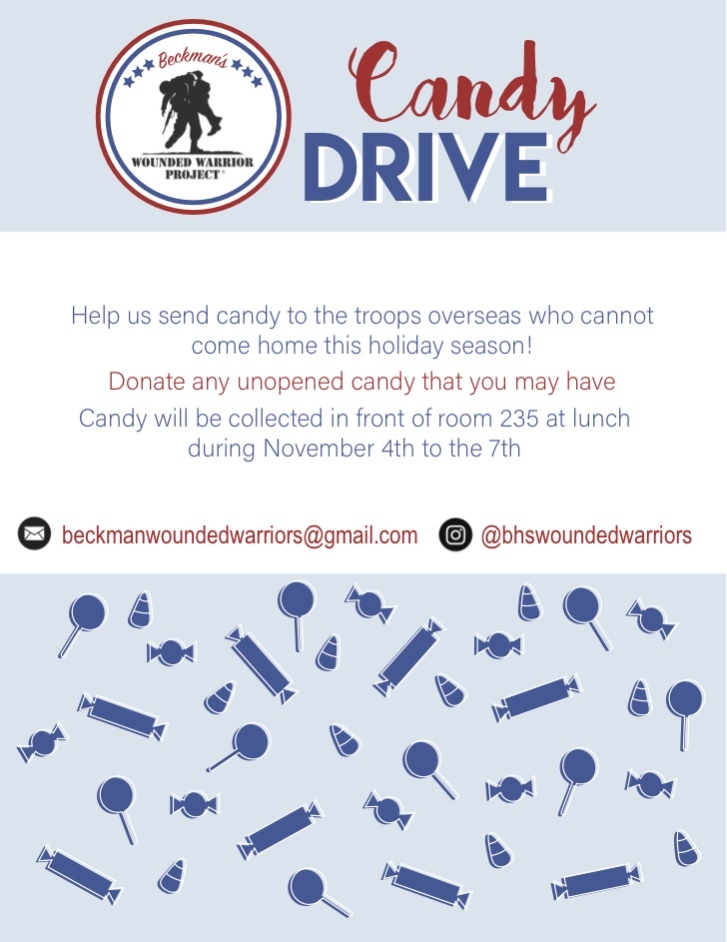 Beckman's
WOUNDED WARRIOR
PROJECT®
Candy
DRIVE
Help us send candy to the troops overseas who cannot
come home this holiday season!
Donate any unopened candy that you may have
Candy will be collected in front of room 235 at lunch
during November 4th to the 7th
beckmanwoundedwarriors@gmail.com
@bhswoundedwarriors